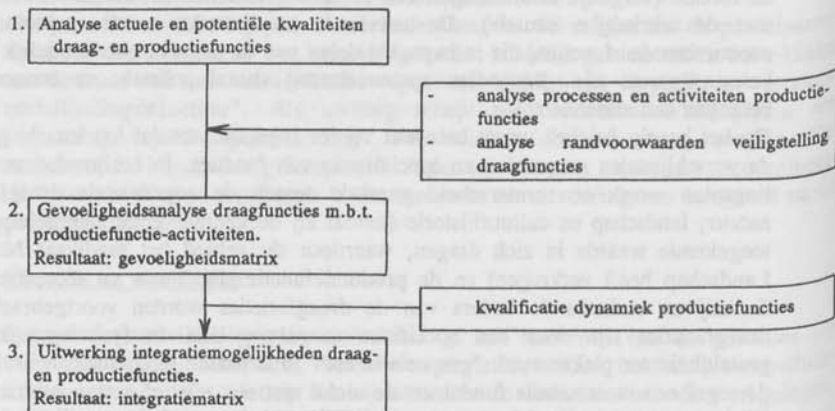 1. Analyse actuele en potentiële kwaliteiten
draag- en productiefuncts
- analyse processen en activiteiten productie-
functies
- analyse randvoorwaarden veiligstelling
draagfuncties
2. Gevoeligheidsanalyse draagfuncties m.b.t.
productiefunctie-activiteiten.
Resultaat: gevoeligheidsmatrix
- kwalificatie dynamiek productiefuncties
3. Uitwerking integratiemogelijkheden draag-
en productiefuncties.
Resultaat: integratiematrix